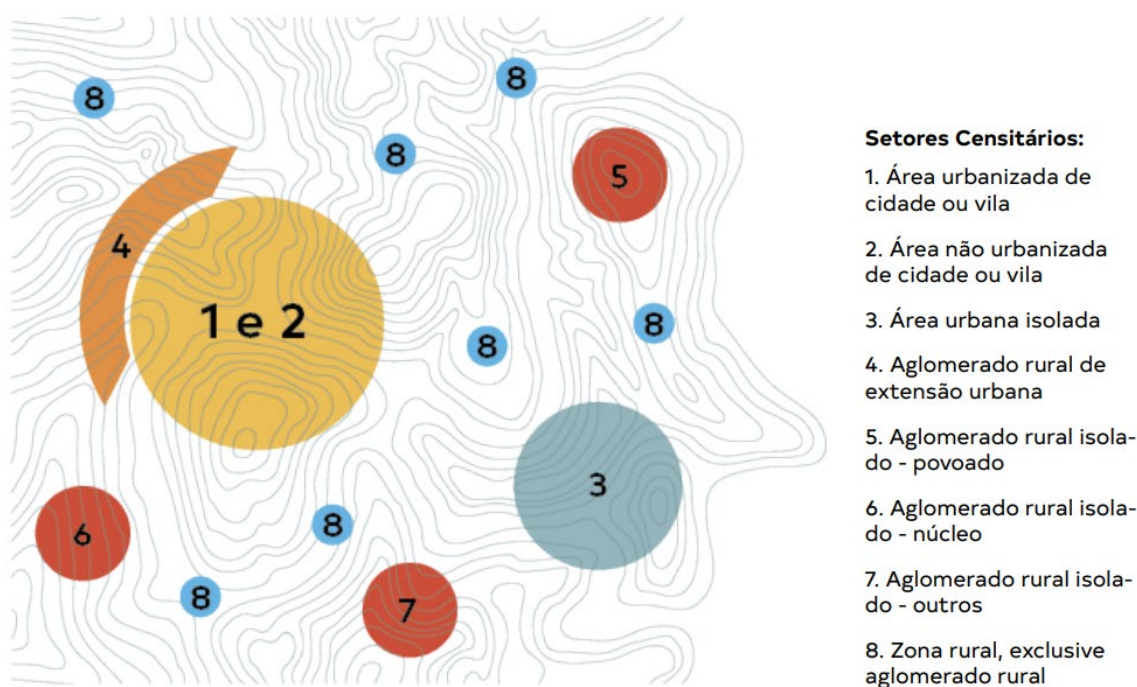 8
8
8
5
4
1 e 2
8
8
3
6
8
8
7
Setores Censitários:
1. Área urbanizada de
cidade ou vila
2. Área não urbanizada
de cidade ou vila
3. Área urbana isolada
4. Aglomerado rural de
extensão urbana
5. Aglomerado rural isola-
do - povoado
6. Aglomerado rural isola-
do - núcleo
7. Aglomerado rural isola-
do - outros
8. Zona rural, exclusive
aglomerado rural